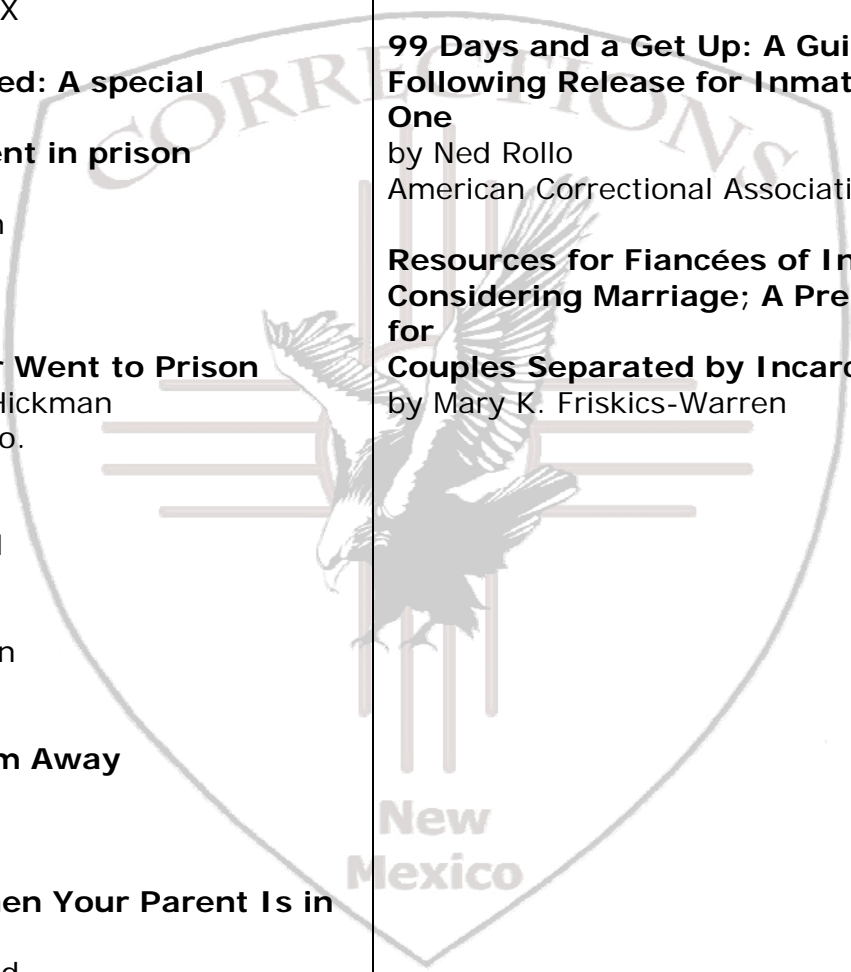 X
ed: A special
ent in prison
n
r Went to Prison
Hickman
o.
n
m Away
en Your Parent Is in
99 Days and a Get Up: A Gui
Following Release for Inmat
One
by Ned Rollo
American Correctional Associati
Resources for Fiancées of In
Considering Marriage; A Pre
for
Couples Separated by Incarc
by Mary K. Friskics-Warren
CORRECTIONS
New
Mexico